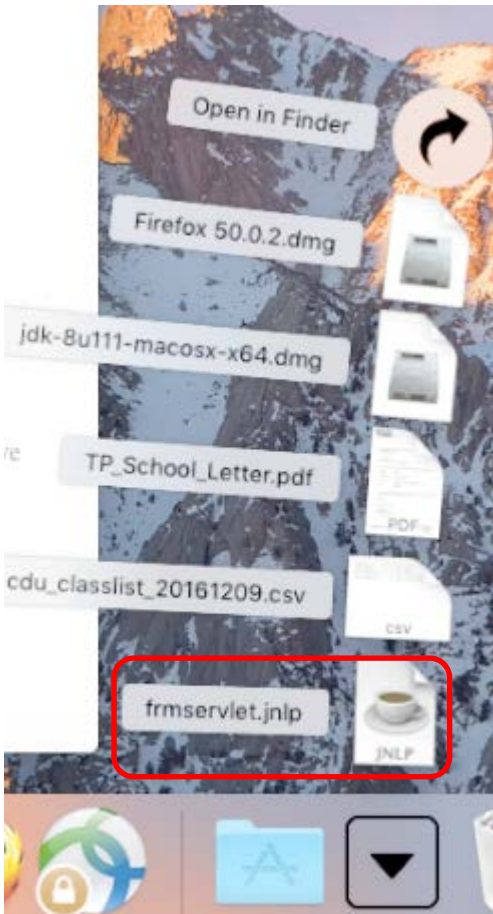 Open in Finder
Firefox 50.0.2.dmg
jdk-8u111-macosx-x64.dmg
TP_School_Letter.pdf
PDF
cdu_classlist_20161209.csv
csv
frmservlet.jnlp
JNLP